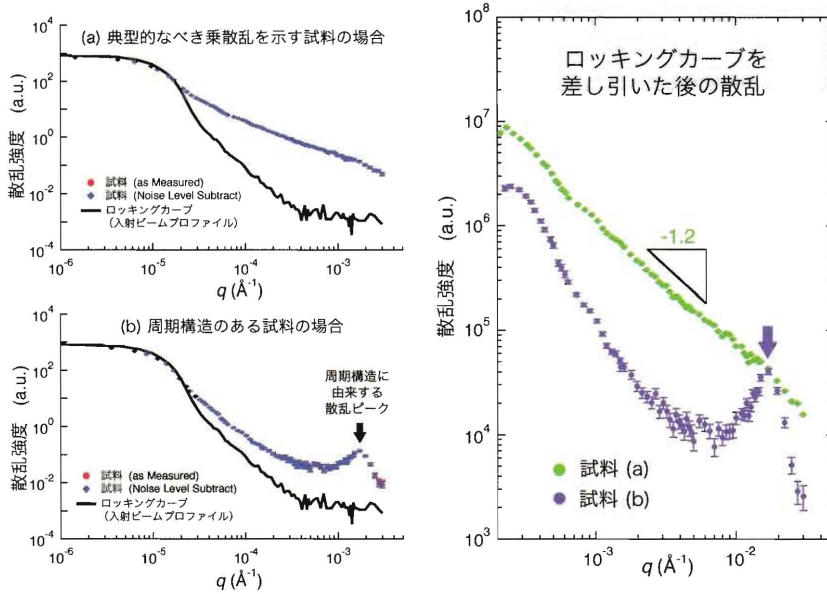 (a) 典型的なべき乗散乱を示す試料の場合
散乱強度 (a.u.)
10^4
10^2
10^0
10^-2
10^-4
試料 (as Measured)
試料 (Noise Level Subtract)
ロッキングカーブ
(入射ビームプロファイル)
10^-6
10^-5
10^-4
10^-3
q (Å^-1)
(b) 周期構造のある試料の場合
散乱強度 (a.u.)
10^4
10^3
10^1
10^-1
10^-2
10^-4
周期構造に
由来する
散乱ピーク
試料 (as Measured)
試料 (Noise Level Subtract)
ロッキングカーブ
(入射ビームプロファイル)
10^-6
10^-5
10^-4
10^-3
q (Å^-1)
ロッキングカーブを
差し引いた後の散乱
散乱強度 (a.u.)
10^8
10^7
10^6
10^5
10^4
10^3
-1.2
試料 (a)
試料 (b)
10^-3
10^-2
q (Å^-1)